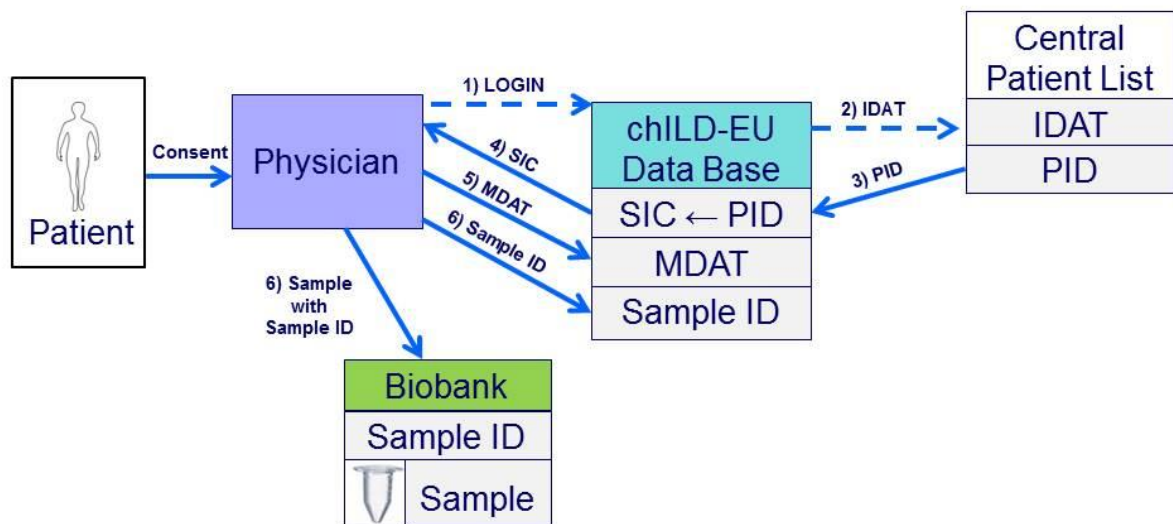 Patient
Consent
Physician
1) LOGIN
chILD-EU
Data Base
SIC ← PID
MDAT
Sample ID
2) IDAT
Central
Patient List
IDAT
PID
3) PID
4) SIC
5) MDAT
6) Sample ID
6) Sample
with
Sample ID
Biobank
Sample ID
Sample